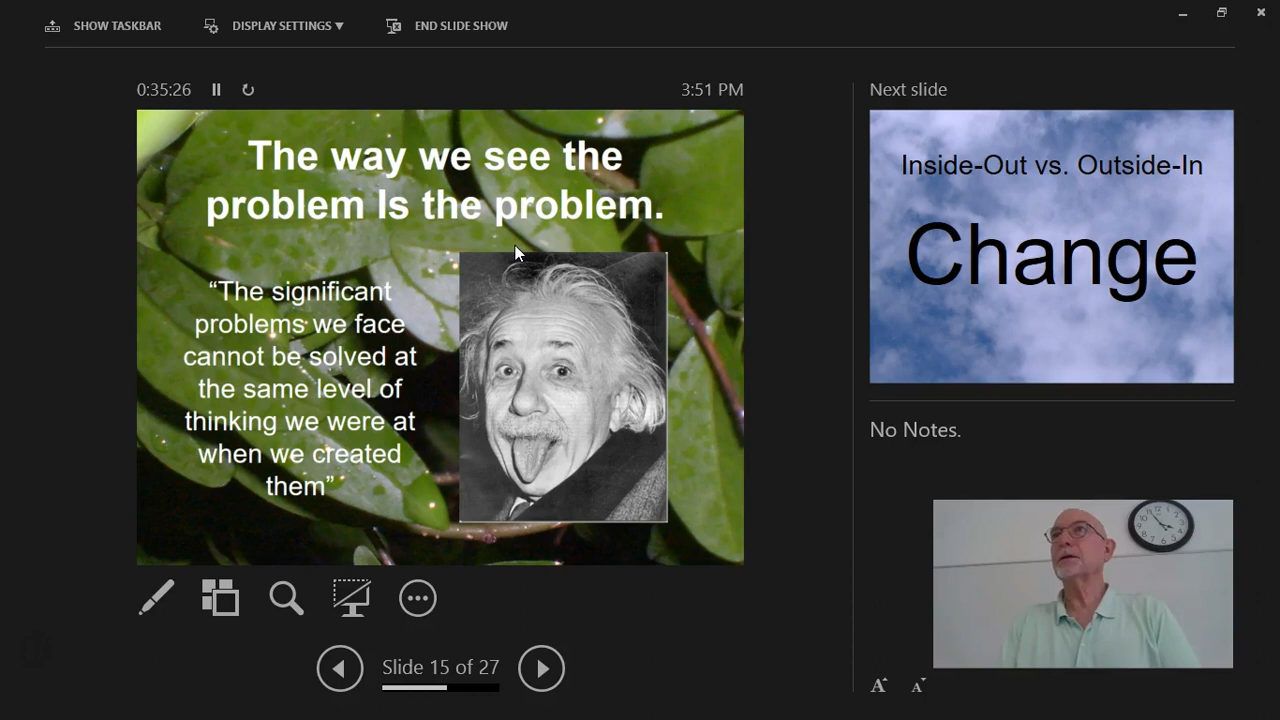 SHOW TASKBAR
DISPLAY SETTINGS ▼
END SLIDE SHOW
0:35:26
3:51 PM
The way we see the
problem Is the problem.
“The significant
problems we face
cannot be solved at
the same level of
thinking we were at
when we created
them”
Slide 15 of 27
Next slide
Inside-Out vs. Outside-In
Change
No Notes.
A
A